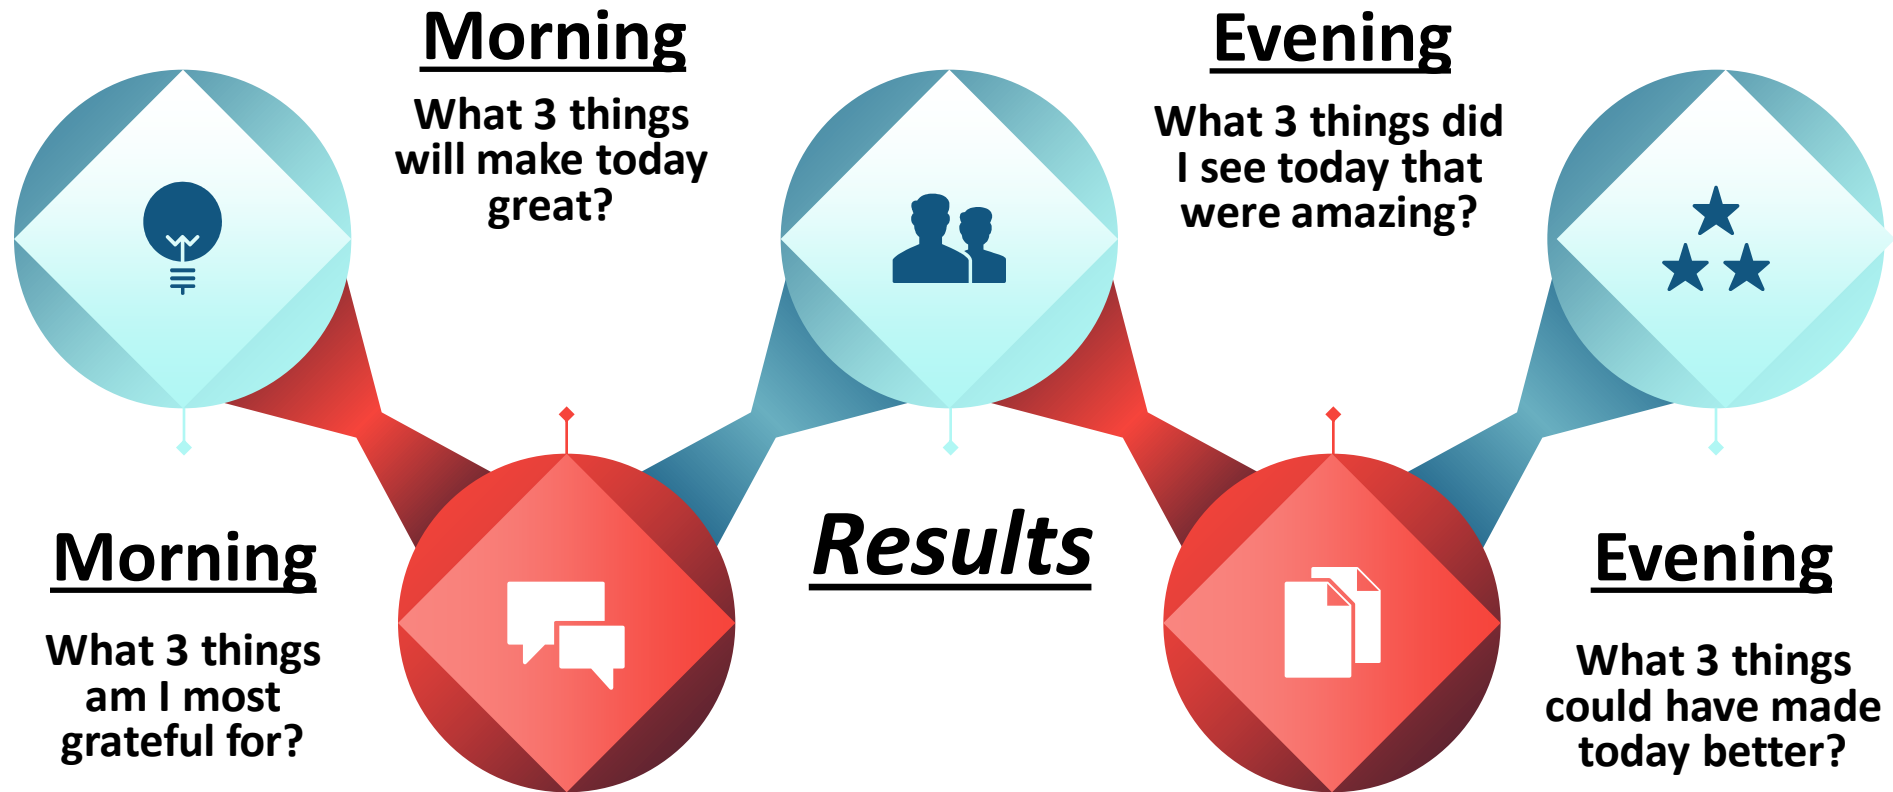 Morning
What 3 things
am I most
grateful for?
Morning
What 3 things
will make today
great?
Results
Evening
What 3 things did
I see today that
were amazing?
Evening
What 3 things
could have made
today better?